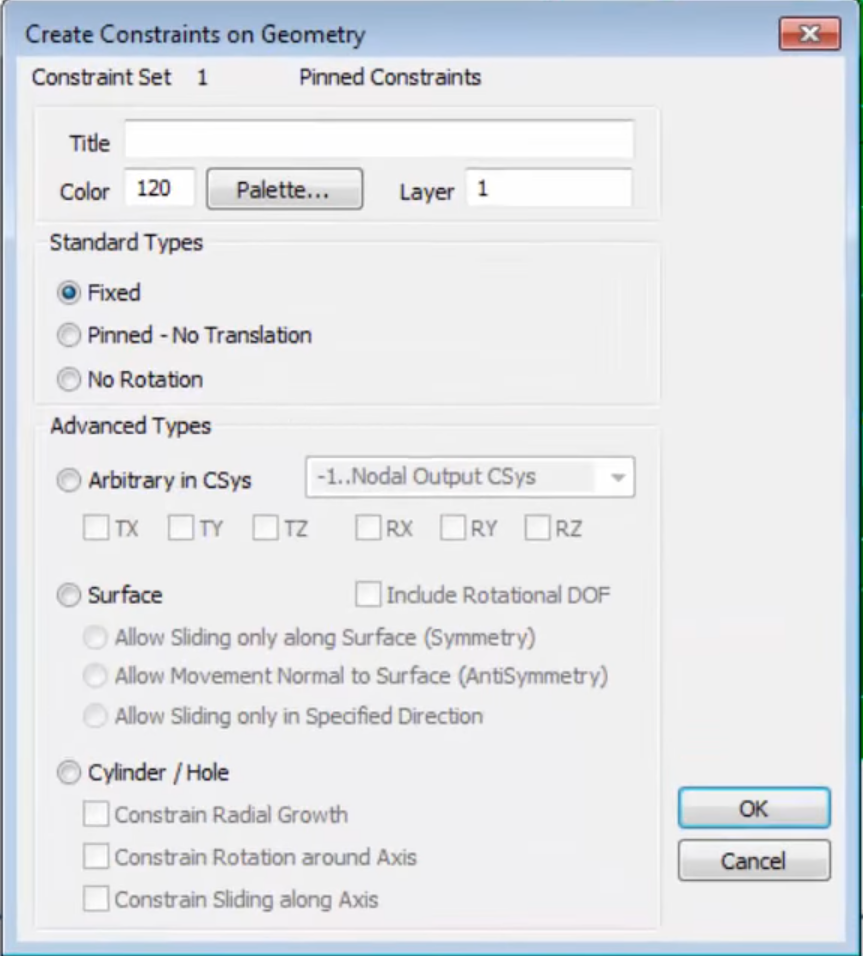 Create Constraints on Geometry
Constraint Set 1 Pinned Constraints
Title
Color 120 Palette... Layer 1
Standard Types
Fixed
Pinned - No Translation
No Rotation
Advanced Types
Arbitrary in CSys -1..Nodal Output CSys
TX TY TZ RX RY RZ
Surface Include Rotational DOF
Allow Sliding only along Surface (Symmetry)
Allow Movement Normal to Surface (AntiSymmetry)
Allow Sliding only in Specified Direction
Cylinder / Hole
Constrain Radial Growth
Constrain Rotation around Axis
Constrain Sliding along Axis
OK
Cancel